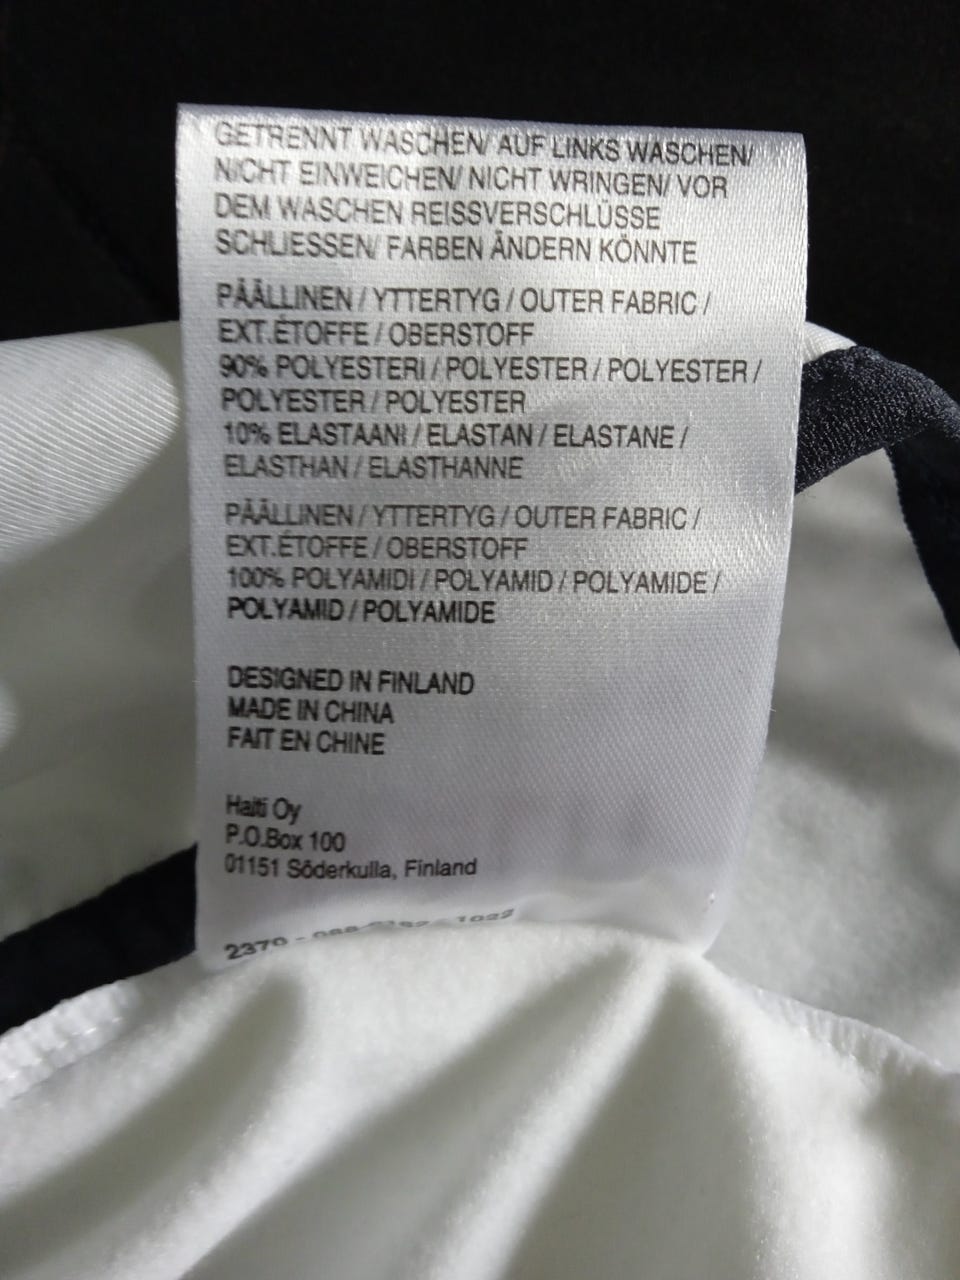 GETRENNT WASCHEN/ AUF LINKS WASCHEN/
NICHT EINWEICHEN/ NICHT WRINGEN/ VOR
DEM WASCHEN REISSVERSCHLÜSSE
SCHLIESSEN/ FARBEN ÄNDERN KÖNNTE
PÄÄLLINEN / YTTERTYG / OUTER FABRIC /
EXT.ÉTOFFE / OBERSTOFF
90% POLYESTERI / POLYESTER / POLYESTER /
POLYESTER / POLYESTER
10% ELASTAANI / ELASTAN / ELASTANE /
ELASTHAN / ELASTHANNE
PÄÄLLINEN / YTTERTYG / OUTER FABRIC /
EXT.ÉTOFFE / OBERSTOFF
100% POLYAMIDI / POLYAMID / POLYAMIDE /
POLYAMID / POLYAMIDE
DESIGNED IN FINLAND
MADE IN CHINA
FAIT EN CHINE
Halti Oy
P.O.Box 100
01151 Söderkulla, Finland
2370 - - 1022